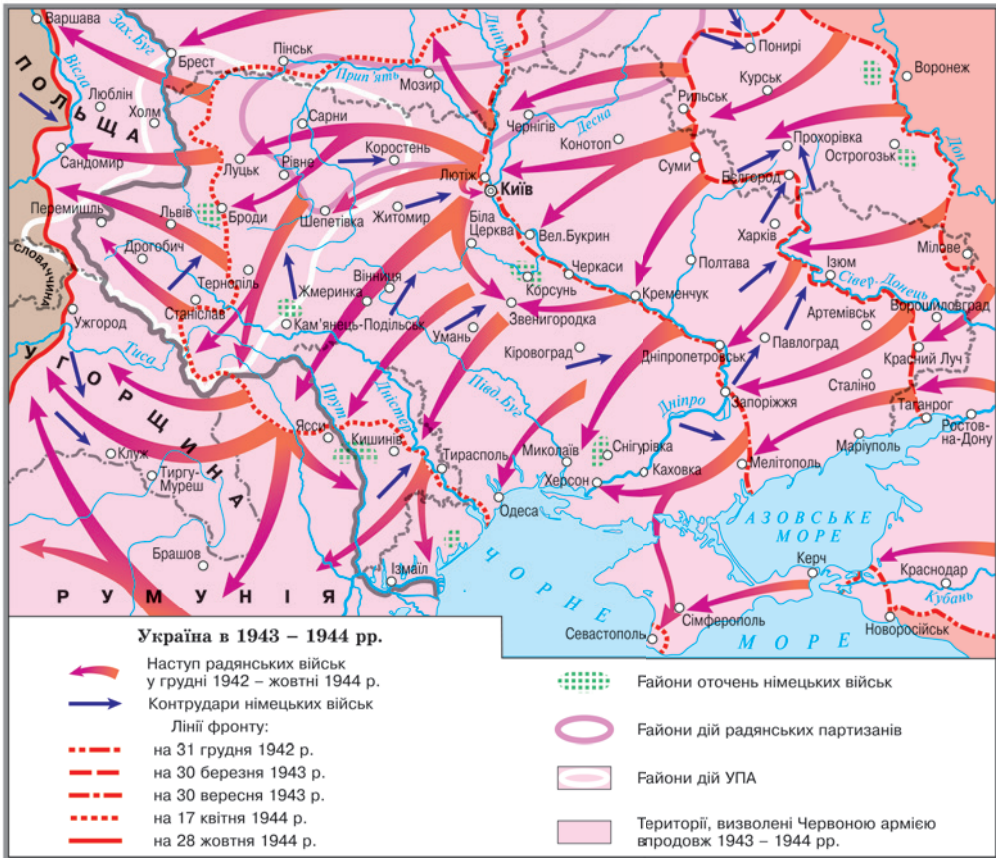 Варшава
Зах. Буг
Вісла
Брест
Пінськ
Прип'ять
Мозир
Дніпро
Понирі
Курськ
Воронеж
ПОЛЬЩА
Люблін
Холм
Сарни
Чернігів
Десна
Рильськ
Конотоп
Прохорівка
Острогозьк
Дон
Сандомир
Луцьк
Рівне
Коростень
Лютіж
Київ
Суми
Бєлгород
Перемишль
Львів
Броди
Шепетівка
Житомир
Біла
Церква
Вел.Букрин
Харків
Мілове
СЛОВАЧЧИНА
Дрогобич
Тернопіль
Жмеринка
Вінниця
Корсунь
Черкаси
Полтава
Ізюм
Сівер. Донець
Станіслав
Кам'янець-Подільськ
Звенигородка
Кременчук
Артемівськ
Ворошиловград
Ужгород
Умань
Кіровоград
Дніпропетровськ
Павлоград
Красний Луч
УГОРЩИНА
Тиса
Прут
Дністер
Півд.Буг
Дніпро
Запоріжжя
Сталіно
Таганрог
Ростов-
на-Дону
Клуж
Тиргу-
Муреш
Ясси
Кишинів
Тирасполь
Миколаїв
Снігурівка
Каховка
Херсон
Мелітополь
Маріуполь
Одеса
АЗОВСЬКЕ
МОРЕ
Брашов
Ізмаїл
РУМУНІЯ
ЧОРНЕ
МОРЕ
Керч
Краснодар
Кубань
Сімферополь
Севастополь
Новоросійськ
Україна в 1943 – 1944 рр.
Наступ радянських військ
у грудні 1942 – жовтні 1944 р.
Контрудари німецьких військ
Лінії фронту:
на 31 грудня 1942 р.
на 30 березня 1943 р.
на 30 вересня 1943 р.
на 17 квітня 1944 р.
на 28 жовтня 1944 р.
Fайони оточень німецьких військ
Fайони дій радянських партизанів
Fайони дій УПА
Території, визволені Червоною армією
впродовж 1943 – 1944 рр.